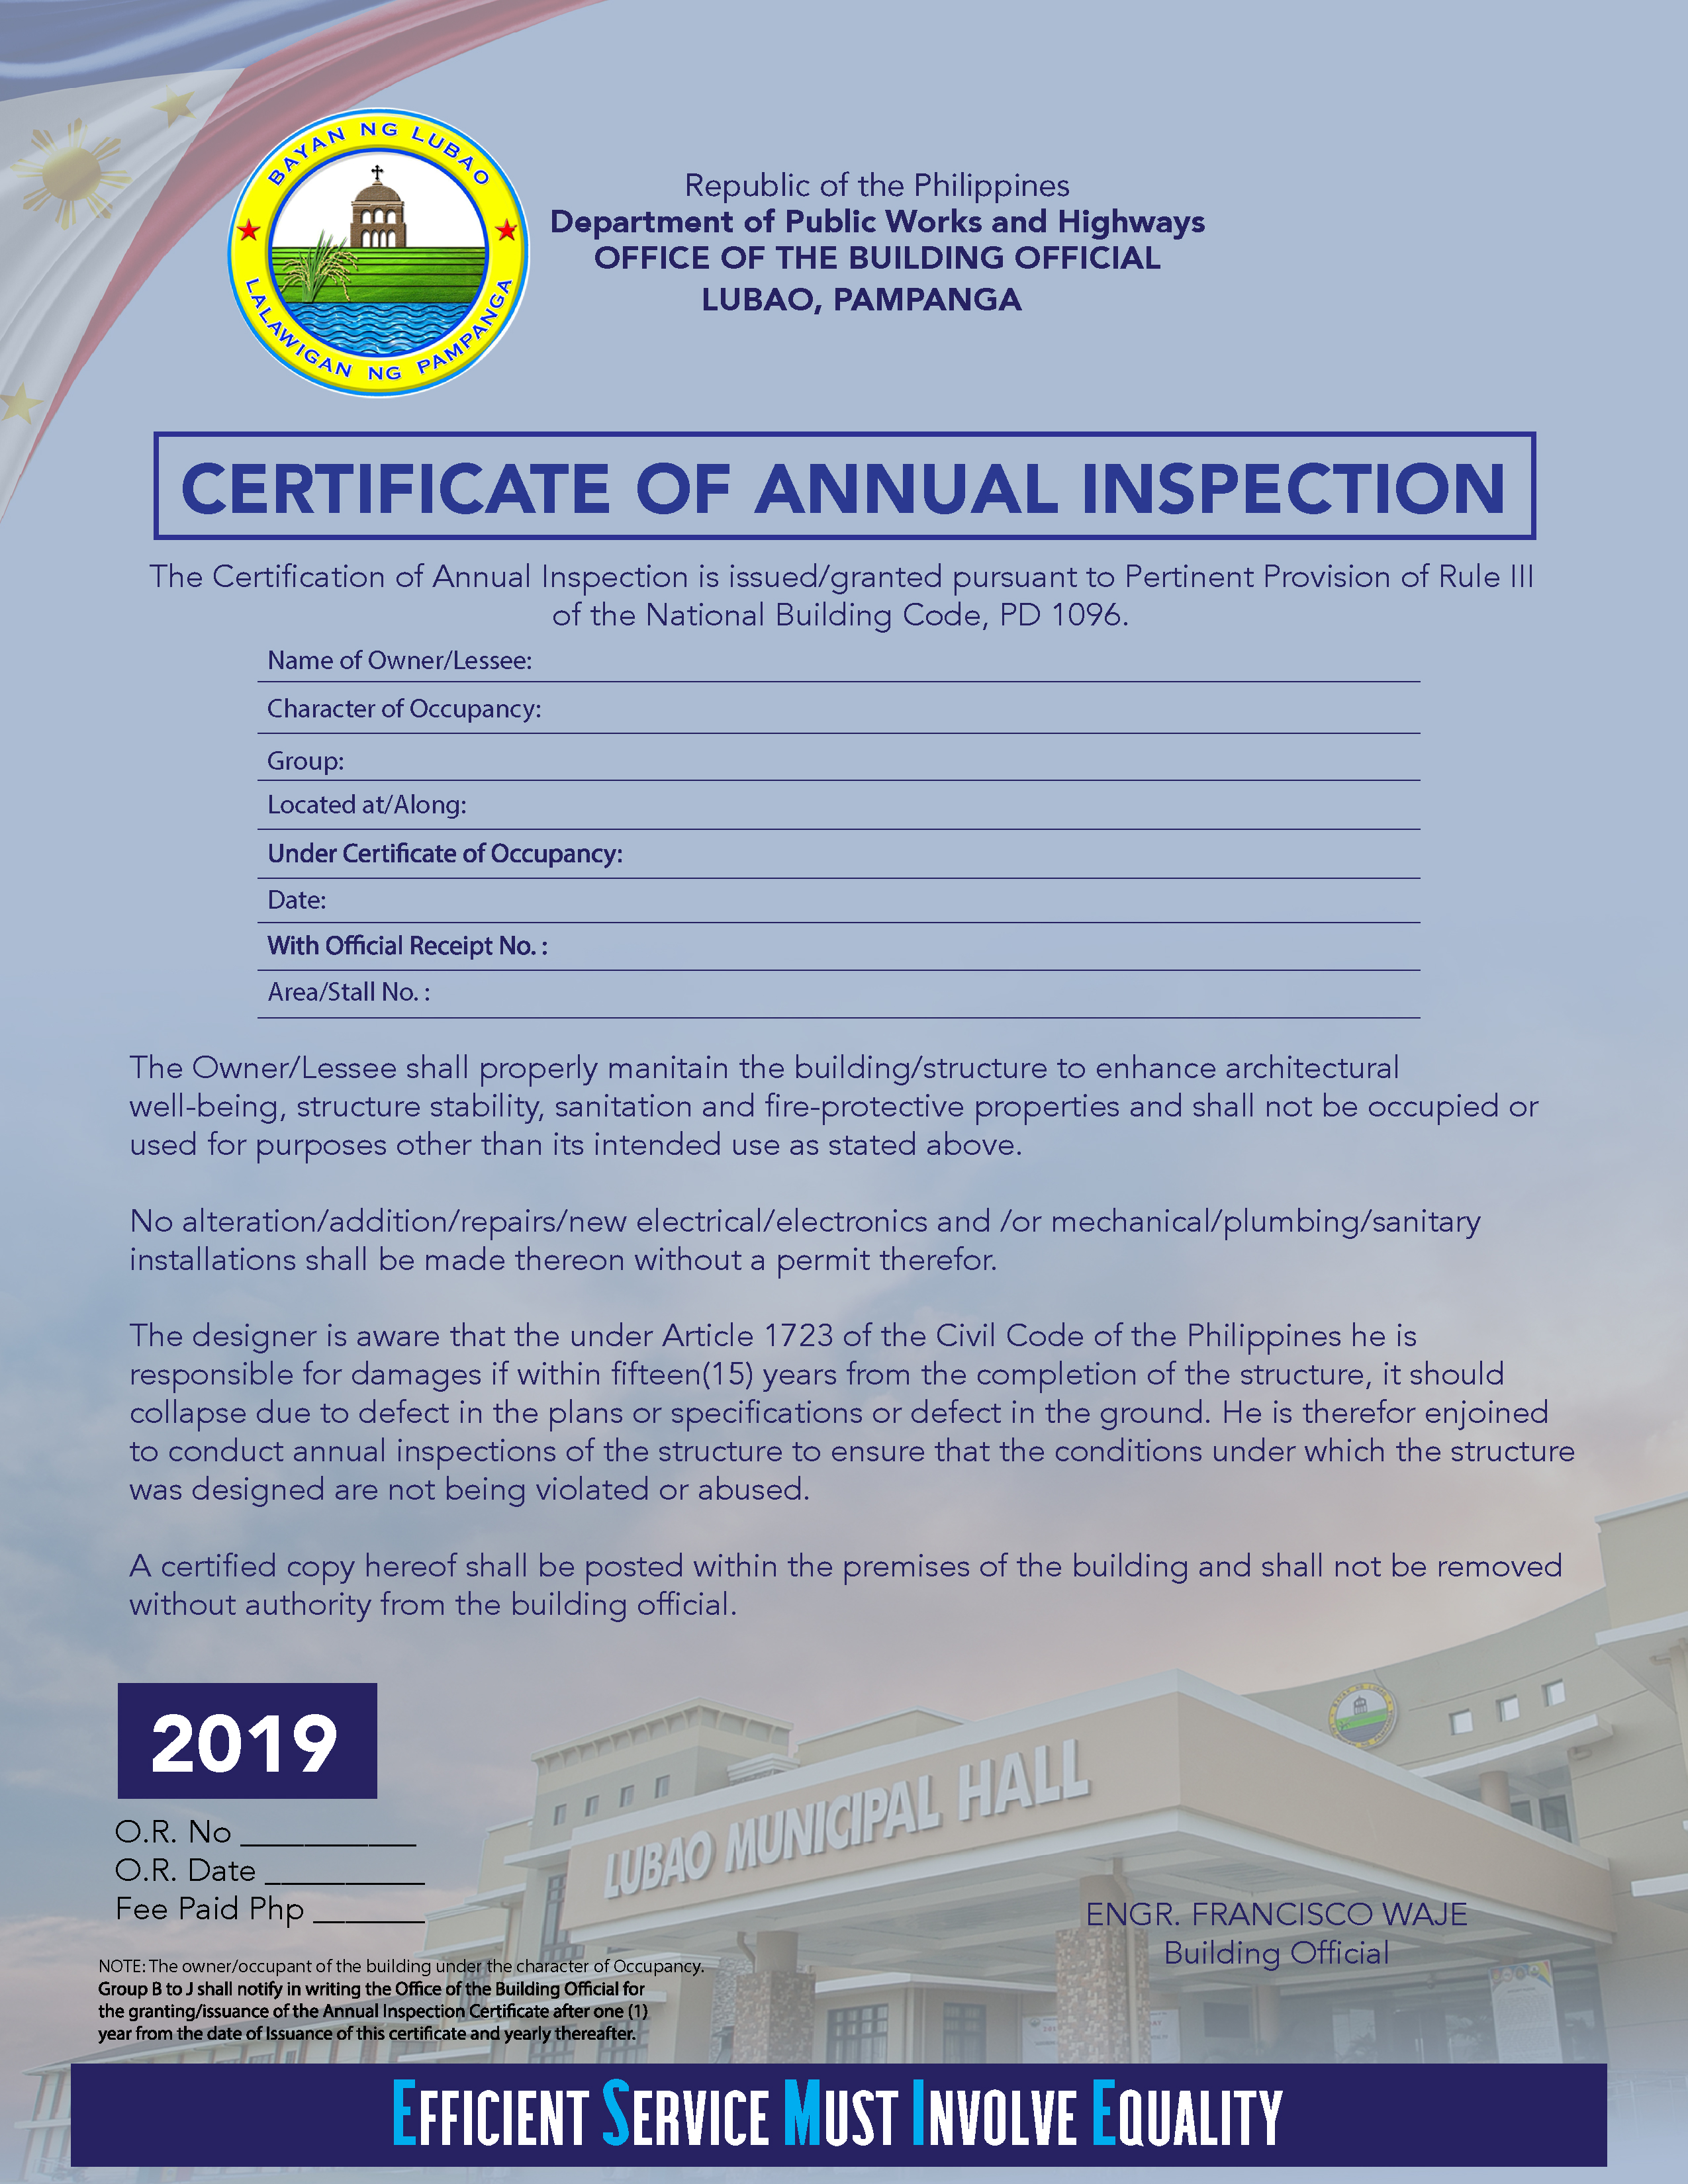 BAYAN NG LUBAO
LALAWIGAN NG PAMPANGA
Republic of the Philippines
Department of Public Works and Highways
OFFICE OF THE BUILDING OFFICIAL
LUBAO, PAMPANGA
CERTIFICATE OF ANNUAL INSPECTION
The Certification of Annual Inspection is issued/granted pursuant to Pertinent Provision of Rule III
of the National Building Code, PD 1096.
Name of Owner/Lessee:
Character of Occupancy:
Group:
Located at/Along:
Under Certificate of Occupancy:
Date:
With Official Receipt No. :
Area/Stall No. :
The Owner/Lessee shall properly manitain the building/structure to enhance architectural
well-being, structure stability, sanitation and fire-protective properties and shall not be occupied or
used for purposes other than its intended use as stated above.
No alteration/addition/repairs/new electrical/electronics and /or mechanical/plumbing/sanitary
installations shall be made thereon without a permit therefor.
The designer is aware that the under Article 1723 of the Civil Code of the Philippines he is
responsible for damages if within fifteen(15) years from the completion of the structure, it should
collapse due to defect in the plans or specifications or defect in the ground. He is therefor enjoined
to conduct annual inspections of the structure to ensure that the conditions under which the structure
was designed are not being violated or abused.
A certified copy hereof shall be posted within the premises of the building and shall not be removed
without authority from the building official.
2019
LUBAO MUNICIPAL HALL
O.R. No ___________
O.R. Date __________
Fee Paid Php _______
ENGR. FRANCISCO WAJE
Building Official
NOTE: The owner/occupant of the building under the character of Occupancy.
Group B to J shall notify in writing the Office of the Building Official for
the granting/issuance of the Annual Inspection Certificate after one (1)
year from the date of Issuance of this certificate and yearly thereafter.
EFFICIENT SERVICE MUST INVOLVE EQUALITY